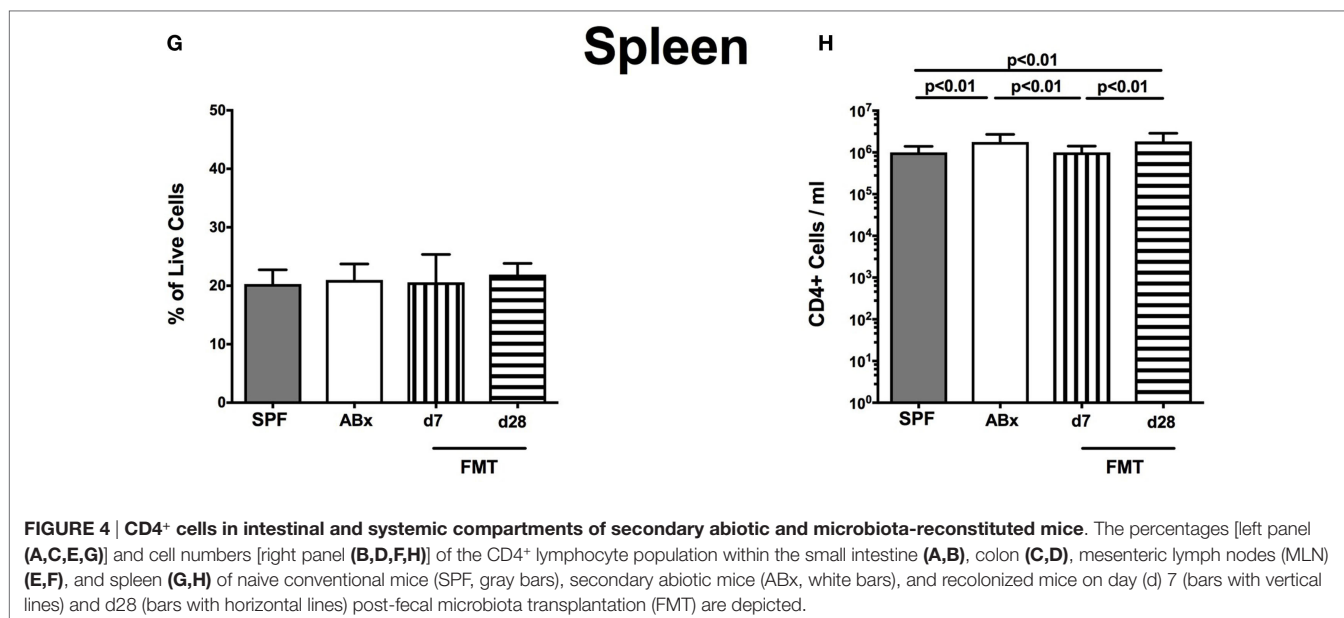 G
Spleen
H
p<0.01
p<0.01 p<0.01 p<0.01
50
40
30
20
10
0
% of Live Cells
SPF ABx d7 d28
FMT
10⁷
10⁶
10⁵
10⁴
10³
10²
10¹
10⁰
CD4+ Cells / ml
SPF ABx d7 d28
FMT
FIGURE 4 | CD4⁺ cells in intestinal and systemic compartments of secondary abiotic and microbiota-reconstituted mice. The percentages [left panel
(A,C,E,G)] and cell numbers [right panel (B,D,F,H)] of the CD4⁺ lymphocyte population within the small intestine (A,B), colon (C,D), mesenteric lymph nodes (MLN)
(E,F), and spleen (G,H) of naive conventional mice (SPF, gray bars), secondary abiotic mice (ABx, white bars), and recolonized mice on day (d) 7 (bars with vertical
lines) and d28 (bars with horizontal lines) post-fecal microbiota transplantation (FMT) are depicted.